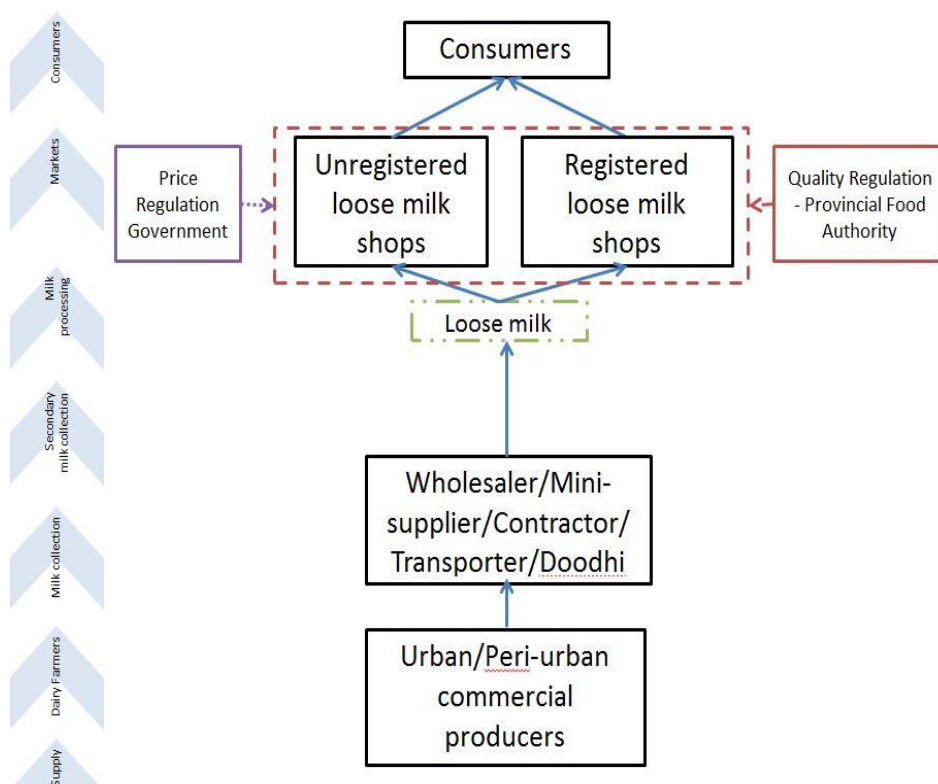 Consumers
Consumers
Markets
Price
Regulation
Government
Unregistered
loose milk
shops
Registered
loose milk
shops
Quality Regulation
- Provincial Food
Authority
Milk
processing
Loose milk
Secondary
milk collection
Wholesaler/Mini-
supplier/Contractor/
Transporter/Doodhi
Milk collection
Urban/Peri-urban
commercial
producers
Dairy Farmers
Supply